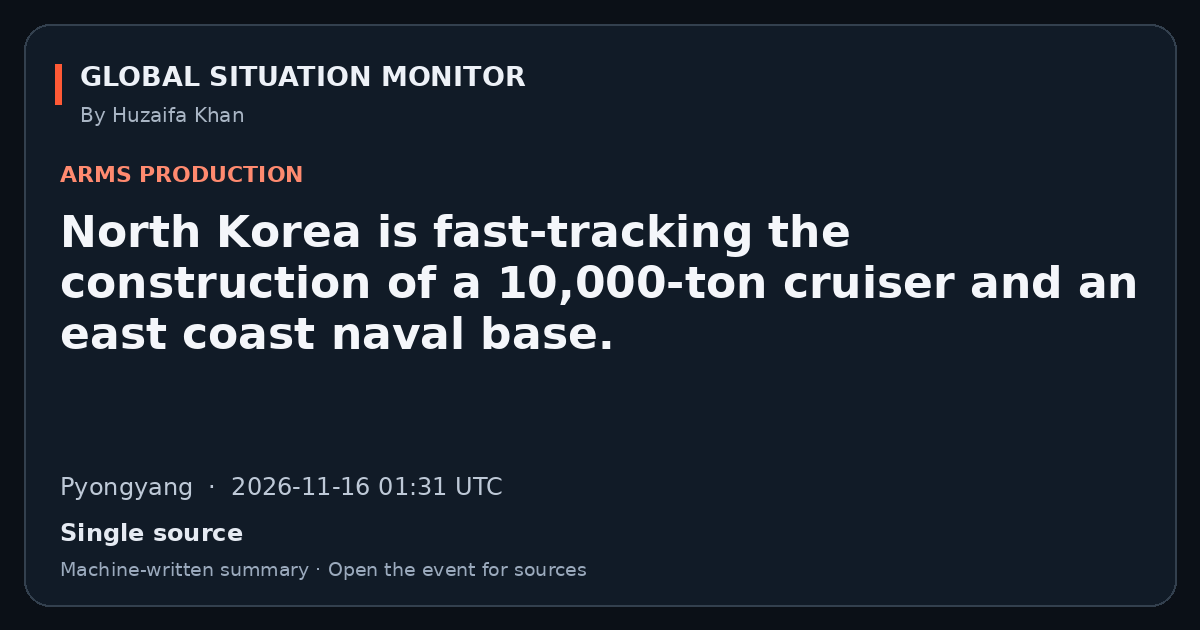 GLOBAL SITUATION MONITOR
By Huzaifa Khan
ARMS PRODUCTION
North Korea is fast-tracking the
construction of a 10,000-ton cruiser and an
east coast naval base.
Pyongyang · 2026-11-16 01:31 UTC
Single source
Machine-written summary · Open the event for sources